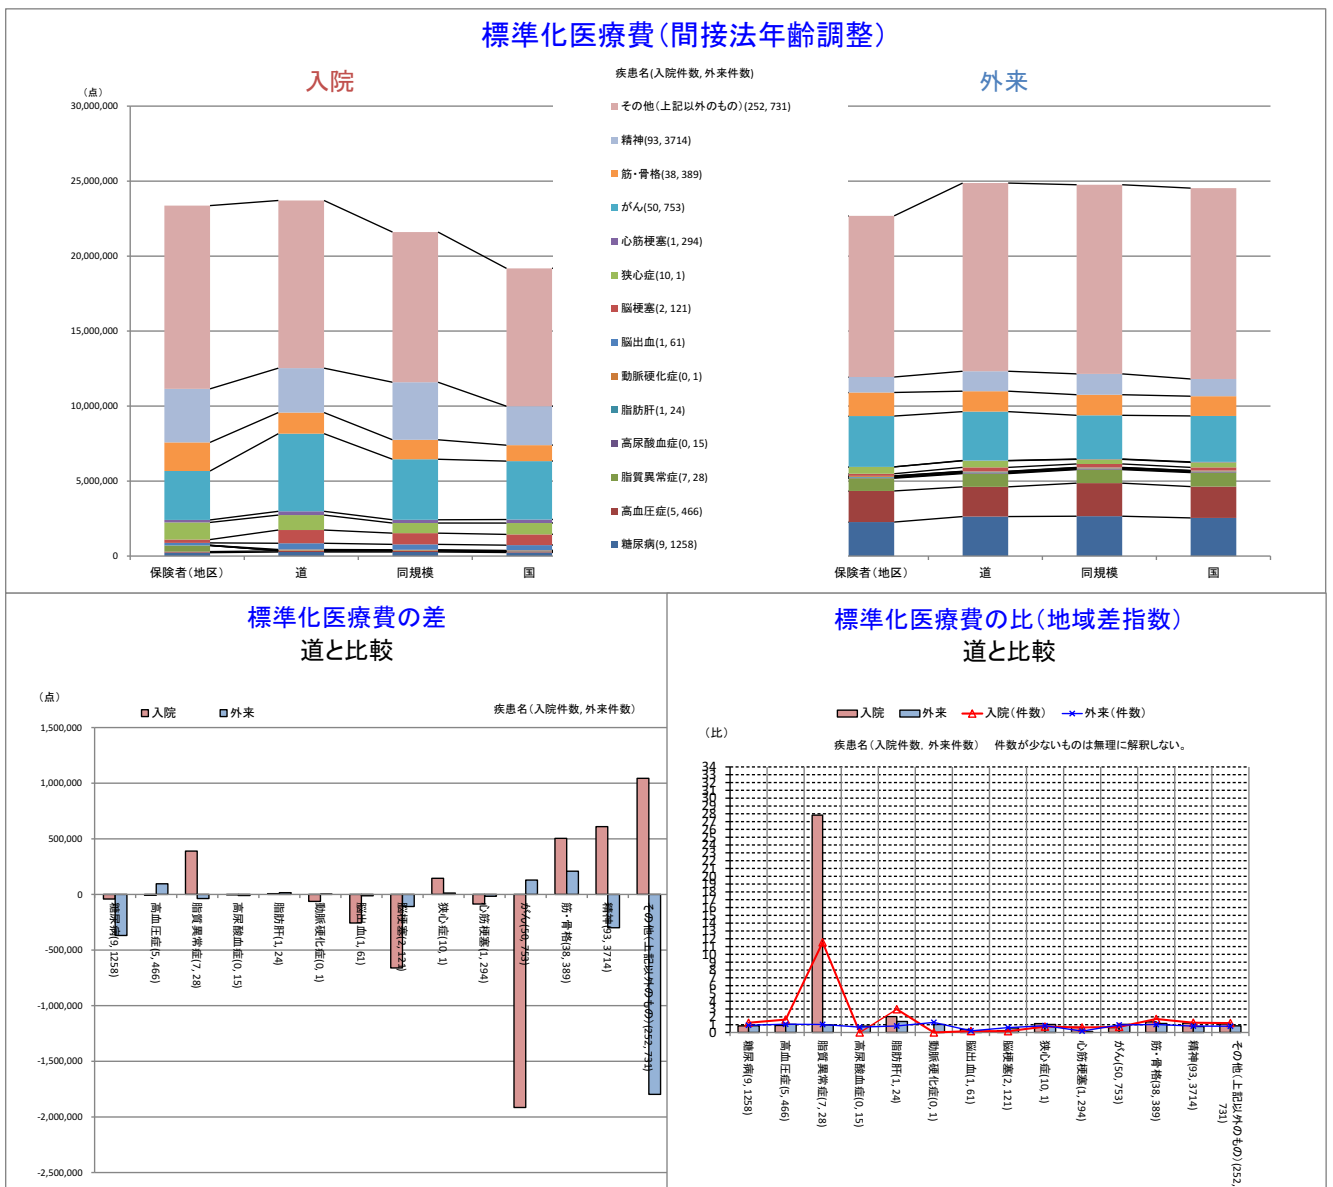 標準化医療費(間接法年齢調整)
入院
疾患名(入院件数, 外来件数)
外来
(点)
30,000,000
25,000,000
20,000,000
15,000,000
10,000,000
5,000,000
0
保険者(地区)
道
同規模
国
その他(上記以外のもの)(252, 731)
精神(93, 3714)
筋・骨格(38, 389)
がん(50, 753)
心筋梗塞(1, 294)
狭心症(10, 1)
脳梗塞(2, 121)
脳出血(1, 61)
動脈硬化症(0, 1)
脂肪肝(1, 24)
高尿酸血症(0, 15)
脂質異常症(7, 28)
高血圧症(5, 466)
糖尿病(9, 1258)
保険者(地区)
道
同規模
国
標準化医療費の差
道と比較
(点)
入院
外来
疾患名(入院件数, 外来件数)
1,500,000
1,000,000
500,000
0
-500,000
-1,000,000
-1,500,000
-2,000,000
-2,500,000
糖尿病(9, 1258)
高血圧症(5, 466)
脂質異常症(7, 28)
高尿酸血症(0, 15)
脂肪肝(1, 24)
動脈硬化症(0, 1)
脳出血(1, 61)
脳梗塞(2, 121)
狭心症(10, 1)
心筋梗塞(1, 294)
がん(50, 753)
筋・骨格(38, 389)
精神(93, 3714)
その他(上記以外のもの)(252, 731)
標準化医療費の比(地域差指数)
道と比較
入院
外来
入院(件数)
外来(件数)
(比)
疾患名(入院件数, 外来件数) 件数が少ないものは無理に解釈しない。
34
33
32
31
30
29
28
27
26
25
24
23
22
21
20
19
18
17
16
15
14
13
12
11
10
9
8
7
6
5
4
3
2
1
0
糖尿病(9, 1258)
高血圧症(5, 466)
脂質異常症(7, 28)
高尿酸血症(0, 15)
脂肪肝(1, 24)
動脈硬化症(0, 1)
脳出血(1, 61)
脳梗塞(2, 121)
狭心症(10, 1)
心筋梗塞(1, 294)
がん(50, 753)
筋・骨格(38, 389)
精神(93, 3714)
その他(上記以外のもの)(252,
731)